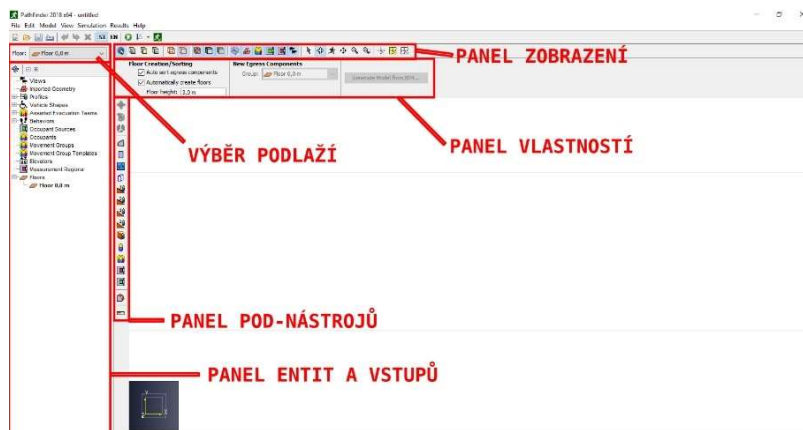 Pathfinder 2018 x64 - untitled
File Edit Model View Simulation Results Help
Floor: Floor 0,0 m
PANEL ZOBRAZENÍ
Floor Creation/Sorting
New Egress Components
Auto sort egress components
Group: Floor 0,0 m
Automatically create floors
Generate Model from BIM...
Floor height: 3,0 m
Views
Imported Geometry
Profiles
Vehicle Shapes
Assisted Evacuation Teams
Behaviors
Occupant Sources
Occupants
Movement Groups
Movement Group Templates
Elevators
Measurement Regions
Floors
Floor 0,0 m
VÝBĚR PODLAŽÍ
PANEL VLASTNOSTÍ
PANEL POD-NÁSTROJŮ
PANEL ENTIT A VSTUPŮ